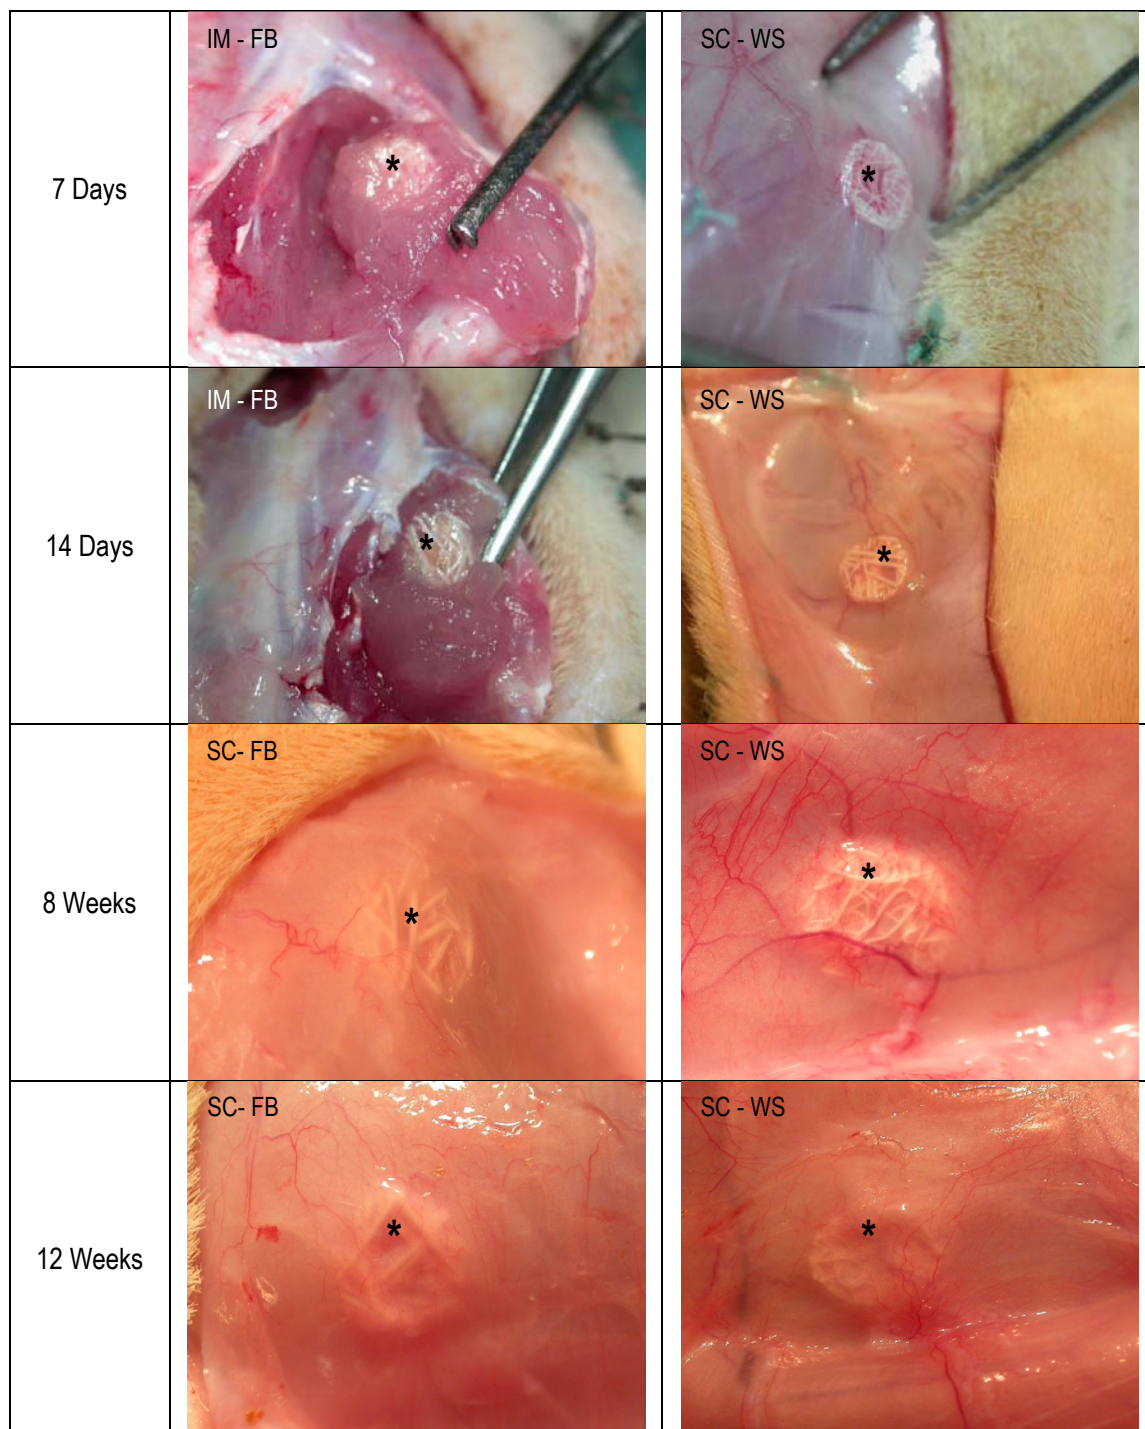 IM - FB
SC - WS
7 Days
*
*
IM - FB
SC - WS
14 Days
*
*
SC- FB
SC - WS
8 Weeks
*
*
SC- FB
SC - WS
12 Weeks
*
*